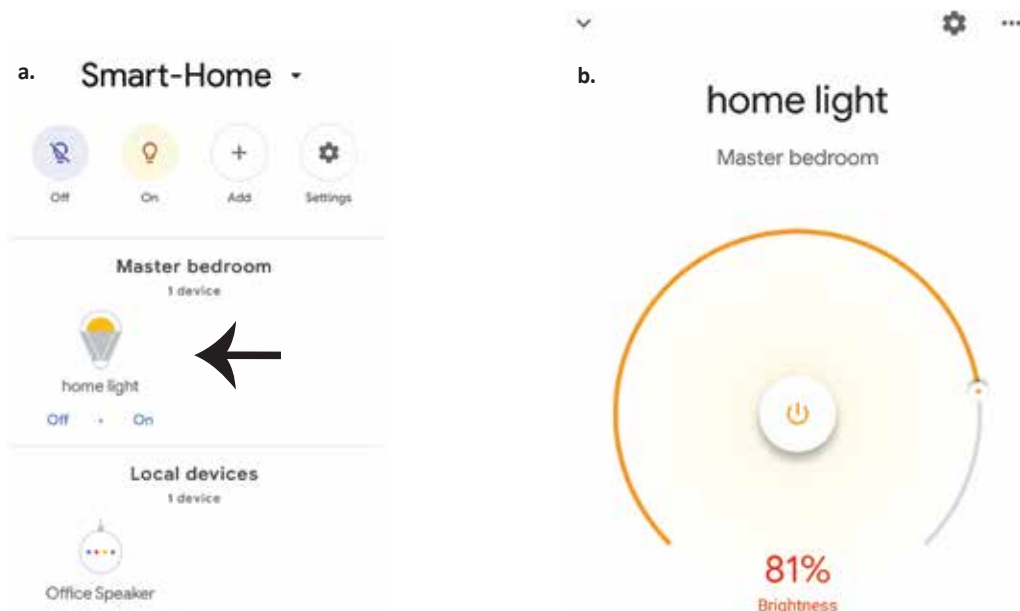 a.
Smart-Home
Off
On
Add
Settings
Master bedroom
1 device
home light
Off • On
Local devices
1 device
Office Speaker
b.
home light
Master bedroom
81%
Brightness